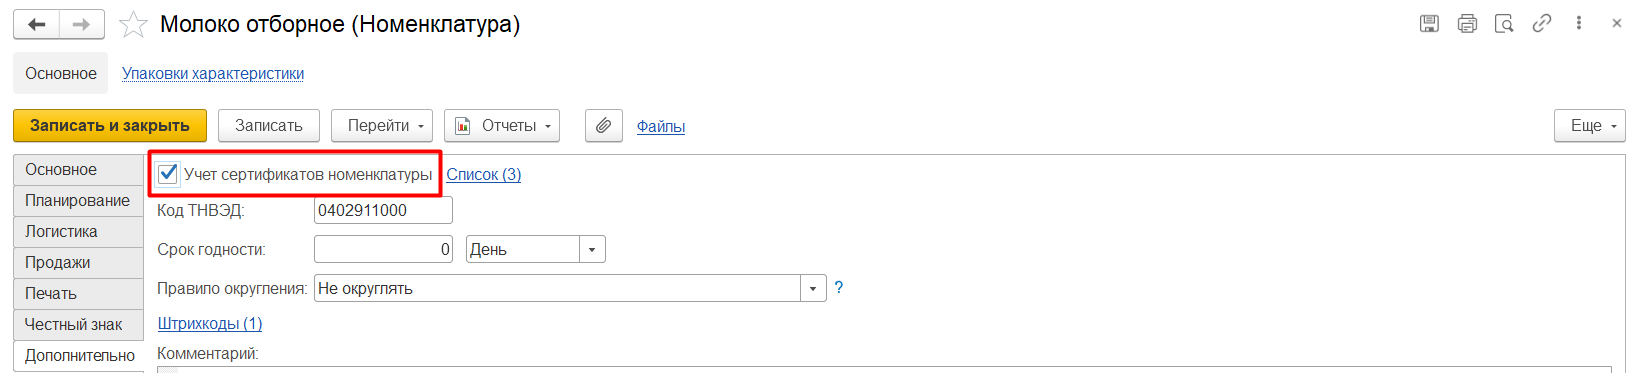 Молоко отборное (Номенклатура)
Основное Упаковки характеристики
Записать и закрыть Записать Перейти Отчеты Файлы Еще
Основное
Учет сертификатов номенклатуры Список (3)
Планирование
Код ТНВЭД: 0402911000
Логистика
Срок годности: 0 День
Продажи
Печать
Правило округления: Не округлять ?
Честный знак
Штрихкоды (1)
Дополнительно
Комментарий: